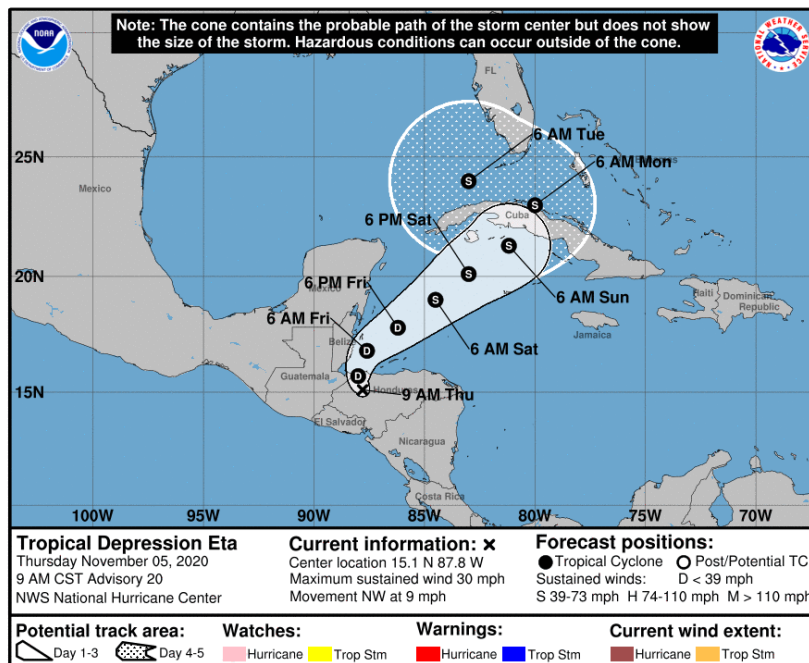 Note: The cone contains the probable path of the storm center but does not show
the size of the storm. Hazardous conditions can occur outside of the cone.
NOAA
FL
6 AM Tue
25N
6 AM Mon
Mexico
6 PM Sat
Cuba
20N
6 PM Fri
Mexico
6 AM Sun
Haiti
Dominican
Republic
6 AM Fri
Jamaica
Belize
6 AM Sat
Guatemala
15N
Honduras
9 AM Thu
El Salvador
Nicaragua
Costa Rica
100W 95W 90W 85W 80W 75W 70W
S
S
S
S
S
D
D
D
Tropical Depression Eta
Thursday November 05, 2020
9 AM CST Advisory 20
NWS National Hurricane Center
Current information: x
Center location 15.1 N 87.8 W
Maximum sustained wind 30 mph
Movement NW at 9 mph
Forecast positions:
Tropical Cyclone Post/Potential TC
Sustained winds: D < 39 mph
S 39-73 mph H 74-110 mph M > 110 mph
Potential track area:
Day 1-3 Day 4-5
Watches:
Hurricane Trop Stm
Warnings:
Hurricane Trop Stm
Current wind extent:
Hurricane Trop Stm